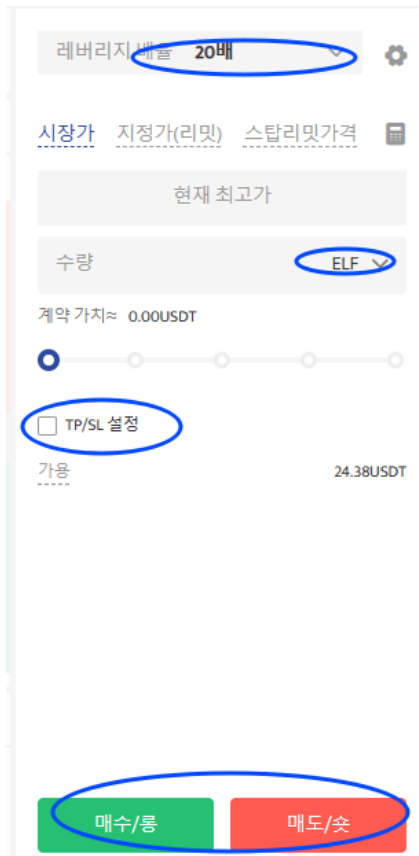 레버리지 배율 20배
시장가 지정가(리밋) 스탑리밋가격
현재 최고가
수량 ELF
계약 가치≈ 0.00USDT
TP/SL 설정
가용 24.38USDT
매수/롱 매도/숏